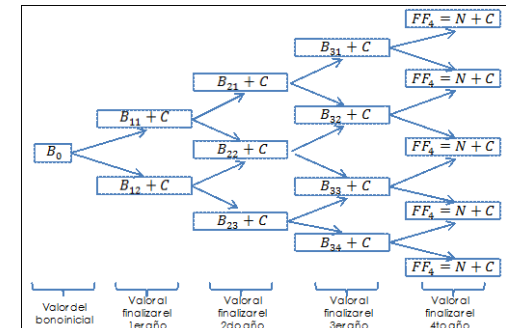 FF₄ = N + C
B₃₁ + C
B₂₁ + C
FF₄ = N + C
B₁₁ + C
B₃₂ + C
B₀
B₂₂ + C
FF₄ = N + C
B₁₂ + C
B₃₃ + C
B₂₃ + C
FF₄ = N + C
B₃₄ + C
FF₄ = N + C
Valor del
bono inicial
Valor al
finalizar el
1er año
Valor al
finalizar el
2do año
Valor al
finalizar el
3er año
Valor al
finalizar el
4to año